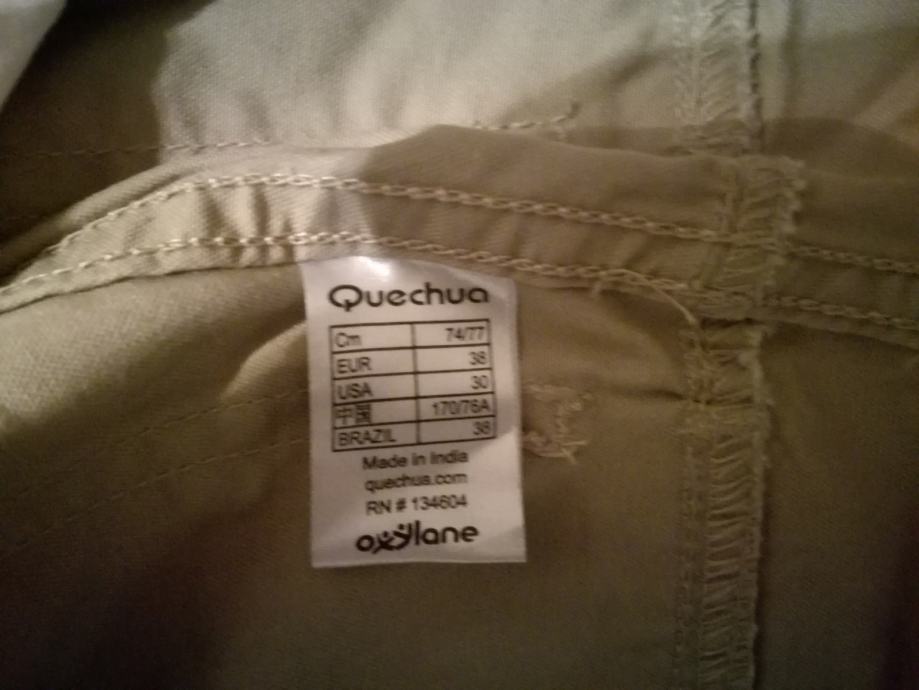 Quechua
Cm 74/77
EUR 38
USA 30
中国 170/76A
BRAZIL 38
Made in India
quechua.com
RN # 134604
oxylane